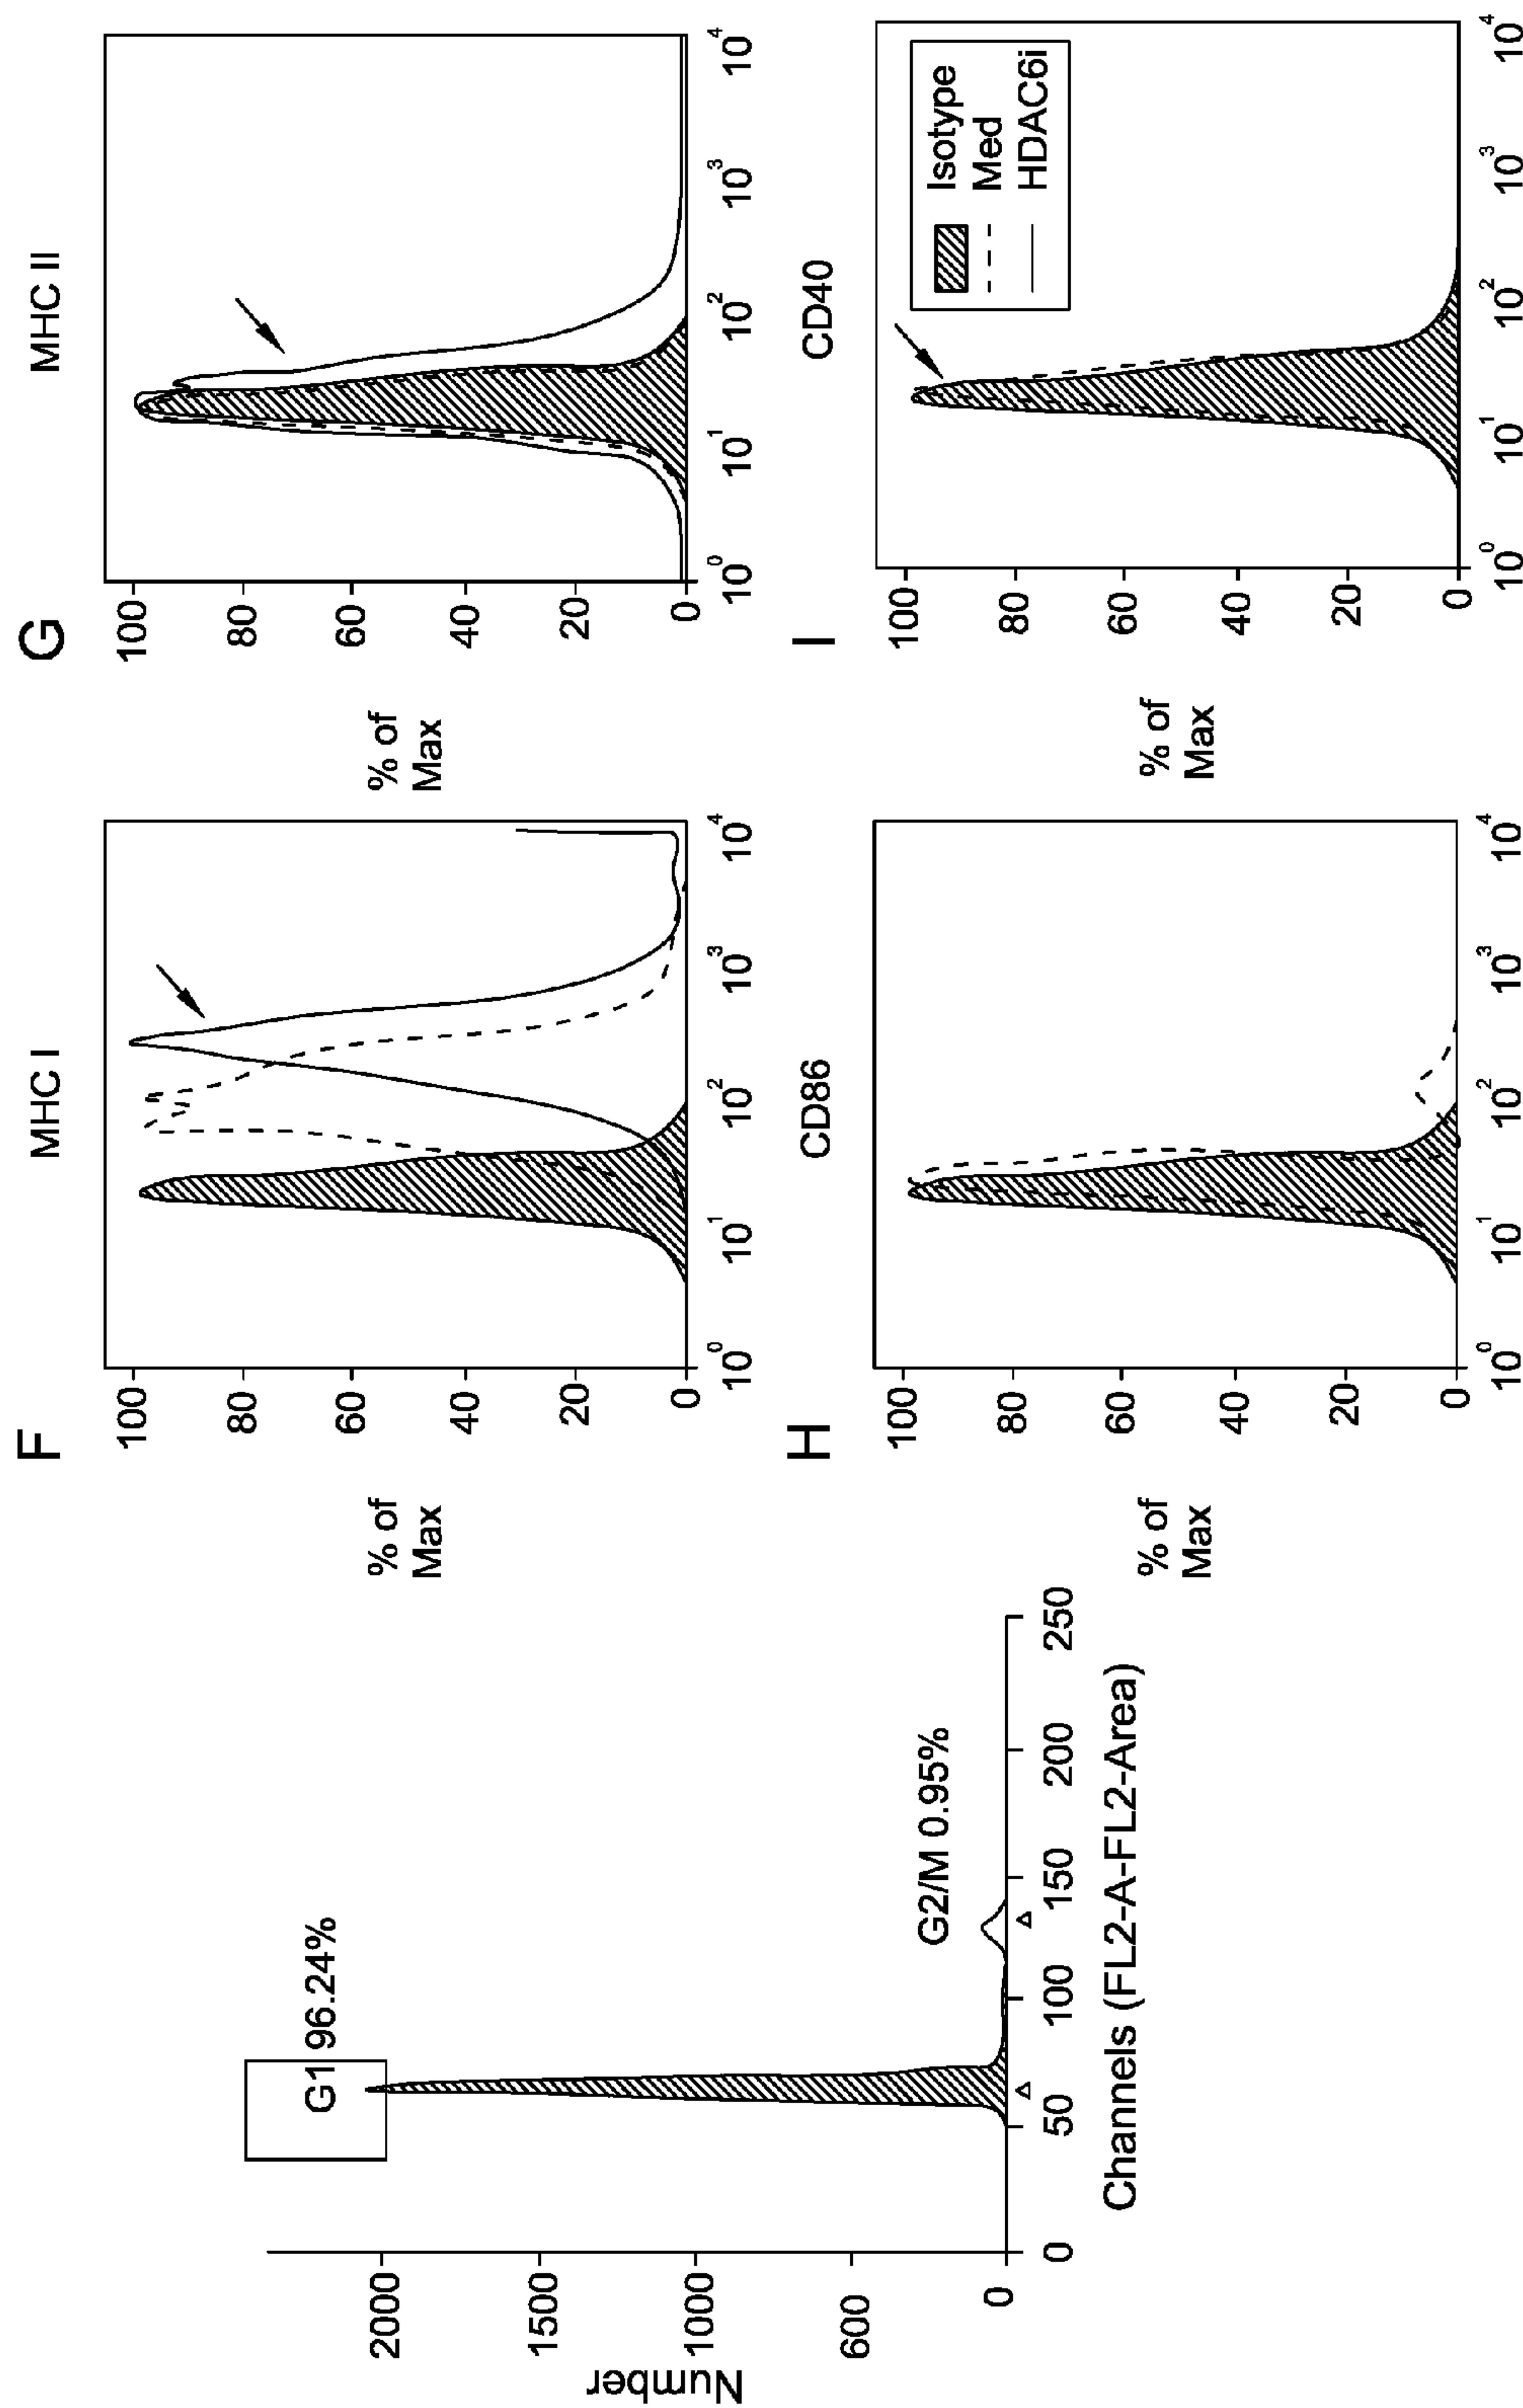 G1 96.24%
G2/M 0.95%
Number
2000
1500
1000
600
0
0 50 100 150 200 250
Channels (FL2-A-FL2-Area)
F
MHC I
% of
Max
100
80
60
40
20
0
10⁰ 10¹ 10² 10³ 10⁴
G
MHC II
% of
Max
100
80
60
40
20
0
10⁰ 10¹ 10² 10³ 10⁴
H
CD86
% of
Max
100
80
60
40
20
0
10⁰ 10¹ 10² 10³ 10⁴
I
CD40
Isotype
Med
HDAC6i
% of
Max
100
80
60
40
20
0
10⁰ 10¹ 10² 10³ 10⁴